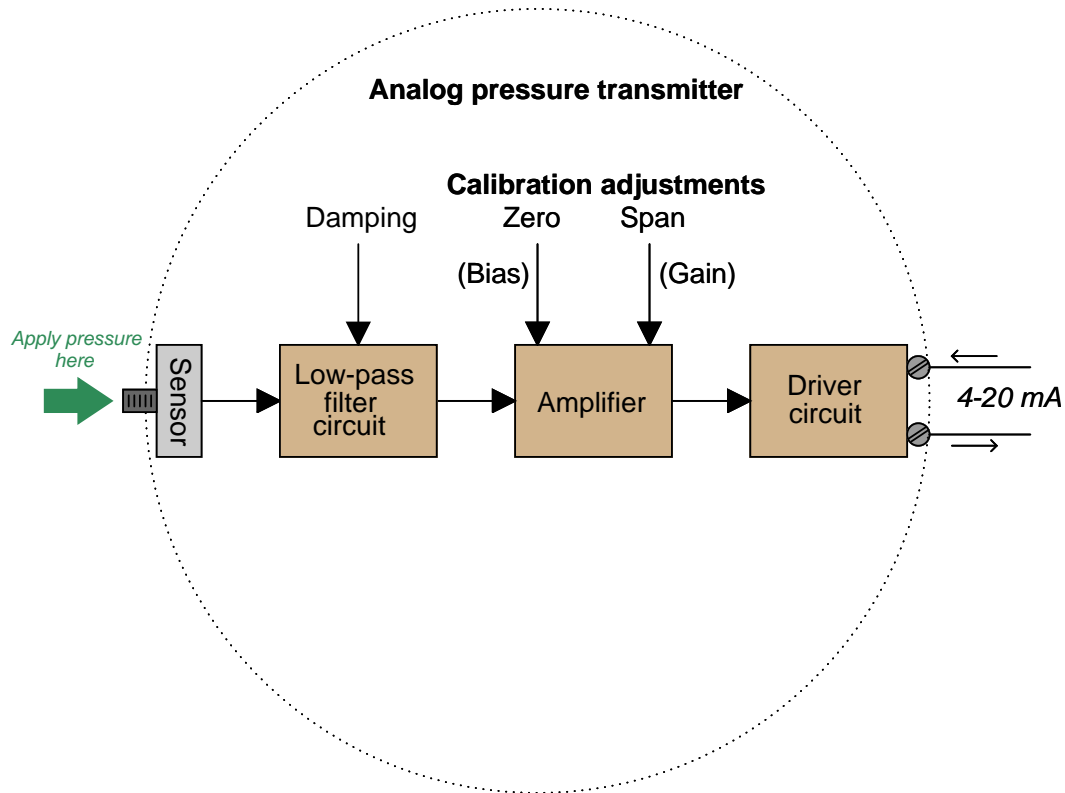 Analog pressure transmitter
Calibration adjustments
Damping
Zero
Span
(Bias)
(Gain)
Apply pressure
here
Sensor
Low-pass
filter
circuit
Amplifier
Driver
circuit
4-20 mA